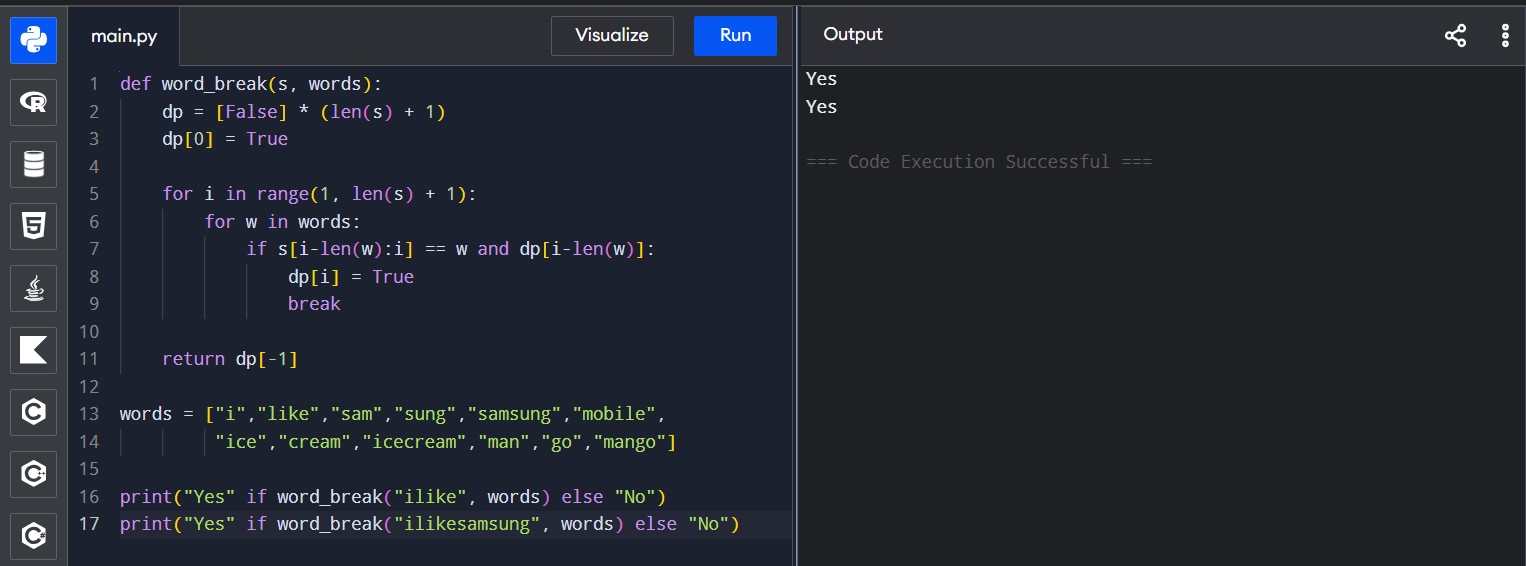 main.py
Visualize
Run
Output
1 def word_break(s, words):
2     dp = [False] * (len(s) + 1)
3     dp[0] = True
4
5     for i in range(1, len(s) + 1):
6         for w in words:
7             if s[i-len(w):i] == w and dp[i-len(w)]:
8                 dp[i] = True
9                 break
10
11     return dp[-1]
12
13 words = ["i","like","sam","sung","samsung","mobile",
14          "ice","cream","icecream","man","go","mango"]
15
16 print("Yes" if word_break("ilike", words) else "No")
17 print("Yes" if word_break("ilikesamsung", words) else "No")
Yes
Yes
=== Code Execution Successful ===